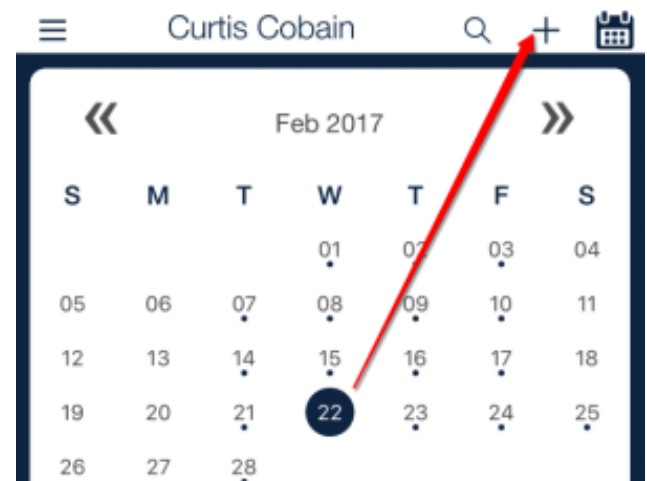 Curtis Cobain
Feb 2017
S M T W T F S
01 02 03 04
05 06 07 08 09 10 11
12 13 14 15 16 17 18
19 20 21 22 23 24 25
26 27 28